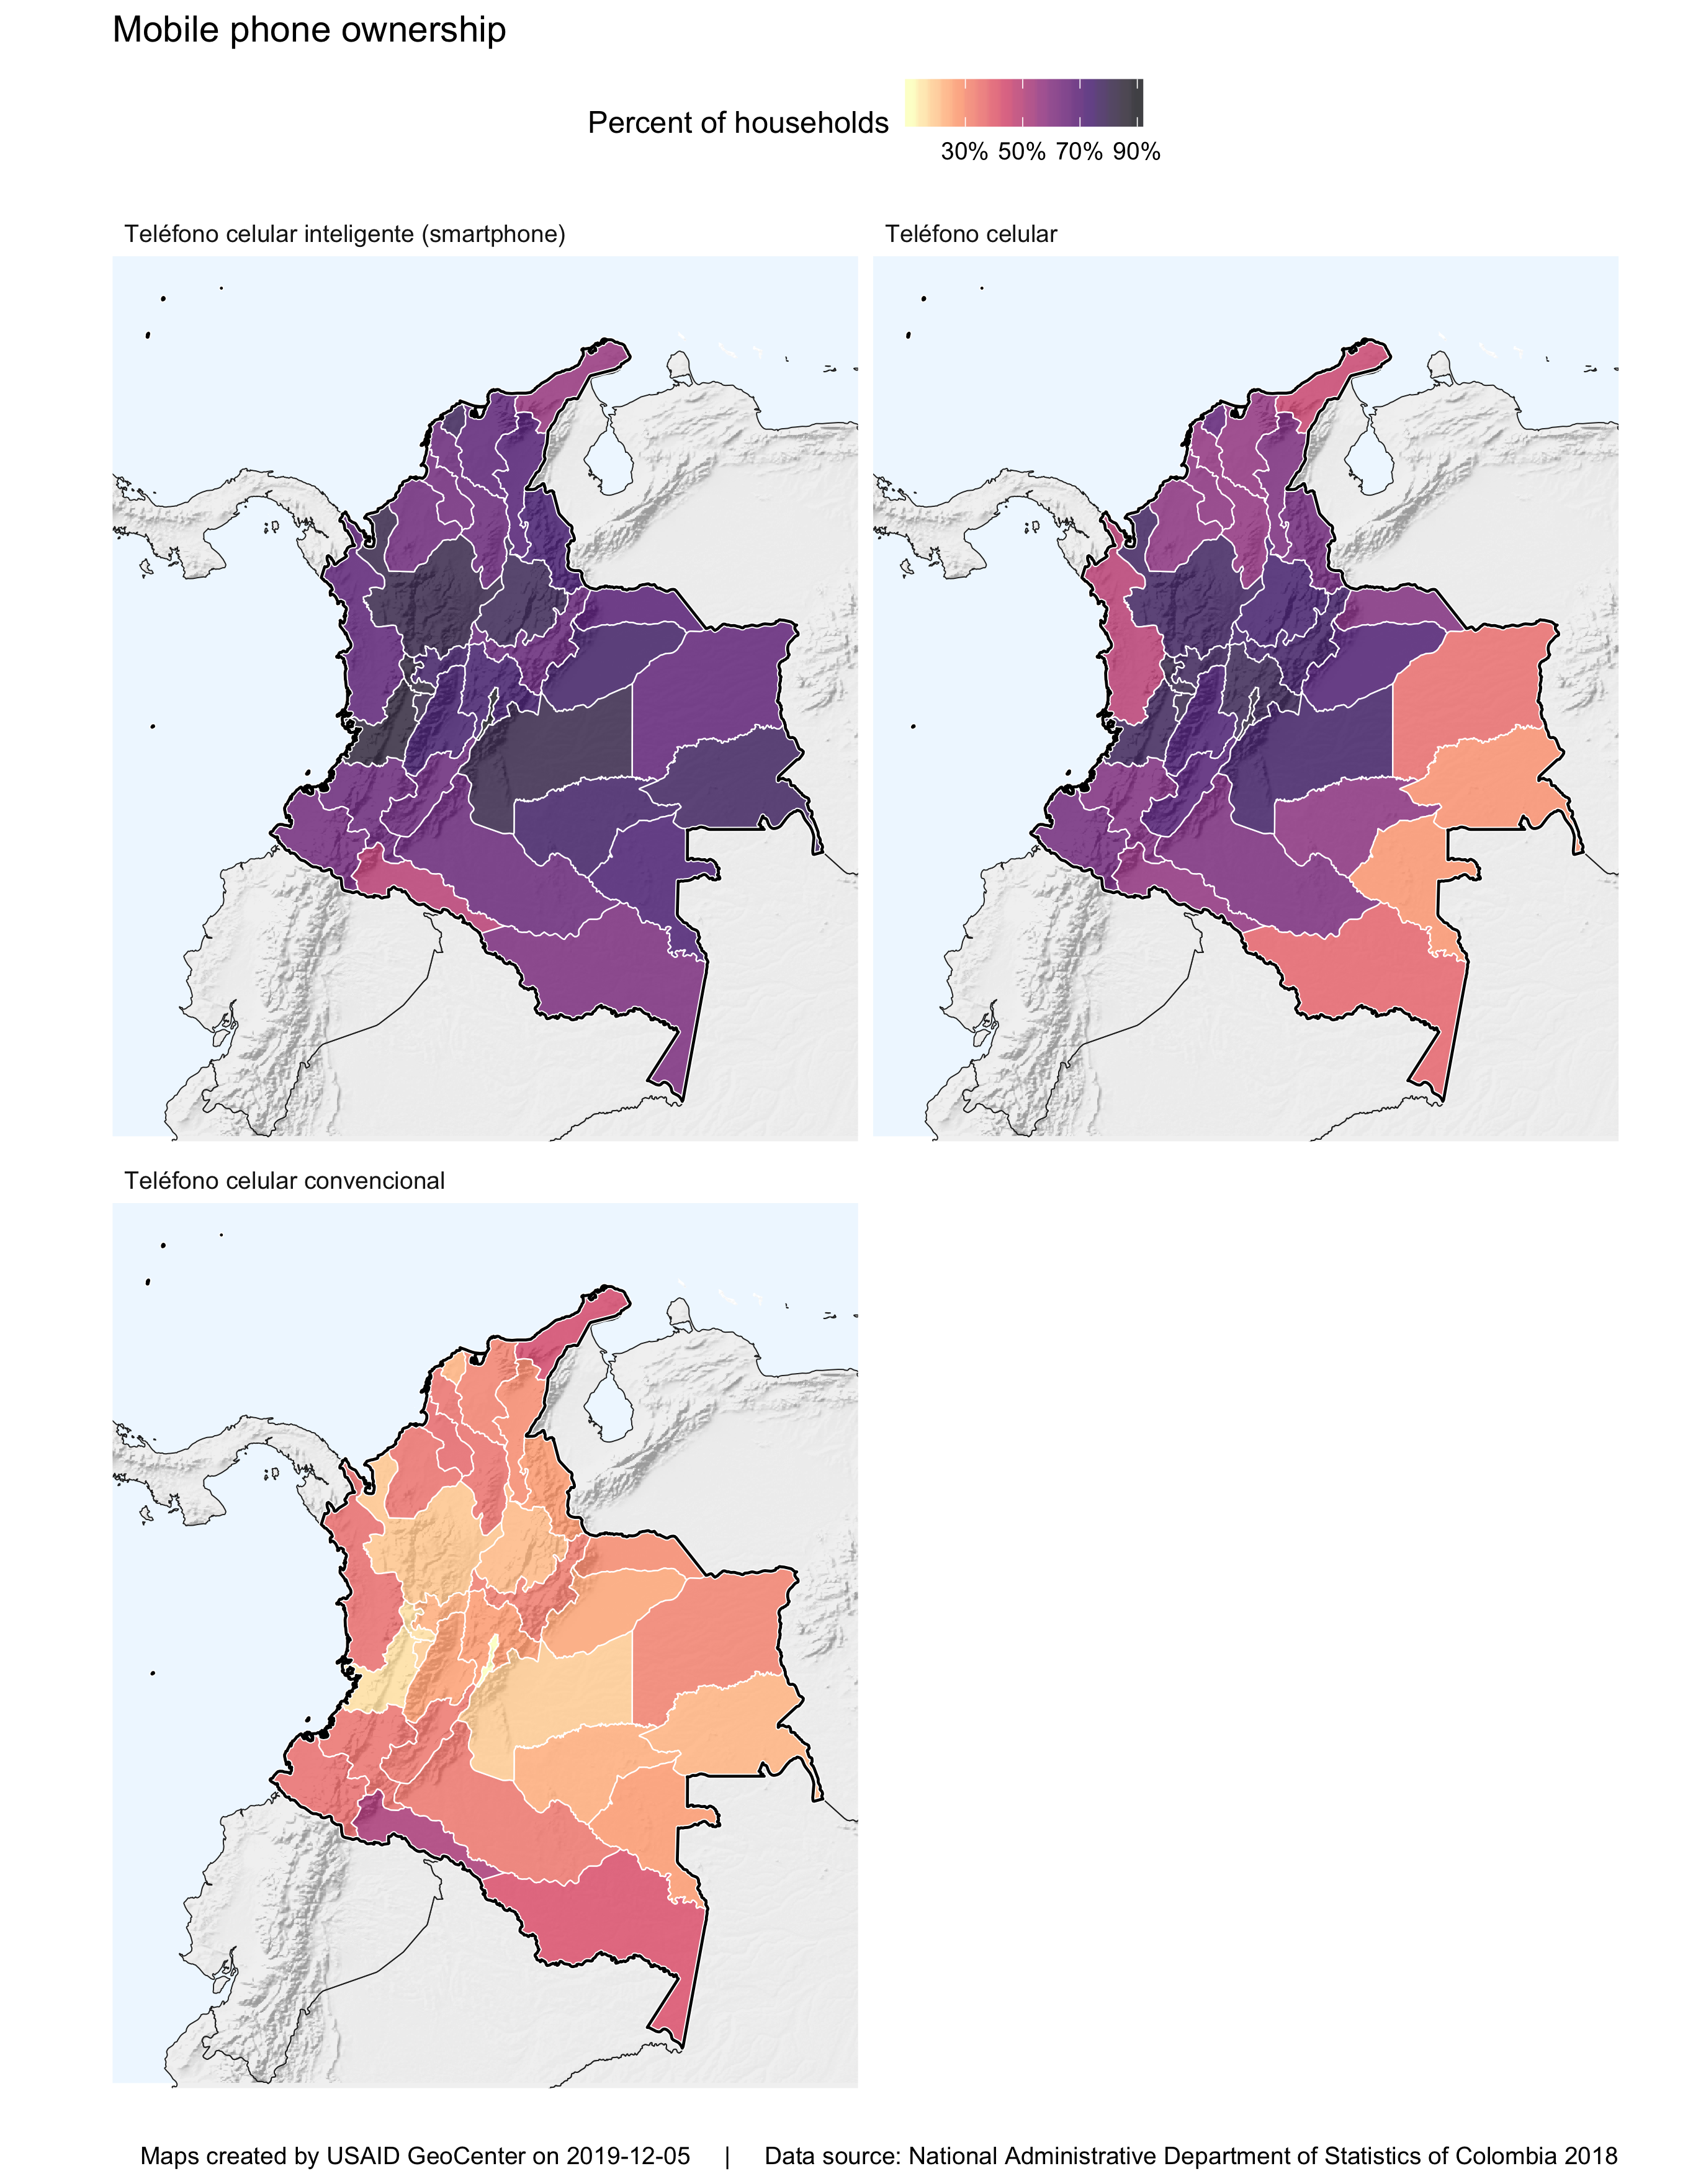 Mobile phone ownership
Percent of households
30% 50% 70% 90%
Teléfono celular inteligente (smartphone)
Teléfono celular
Teléfono celular convencional
Maps created by USAID GeoCenter on 2019-12-05 | Data source: National Administrative Department of Statistics of Colombia 2018